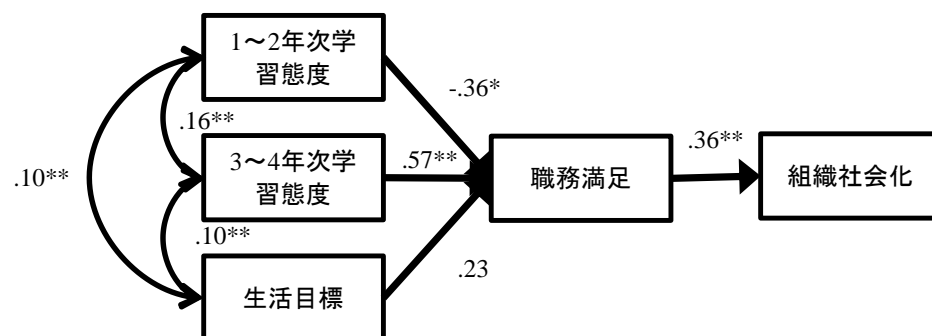 1～2年次学
習態度
-.36*
.16**
.10**
3～4年次学
習態度
.57**
職務満足
.36**
組織社会化
.10**
生活目標
.23